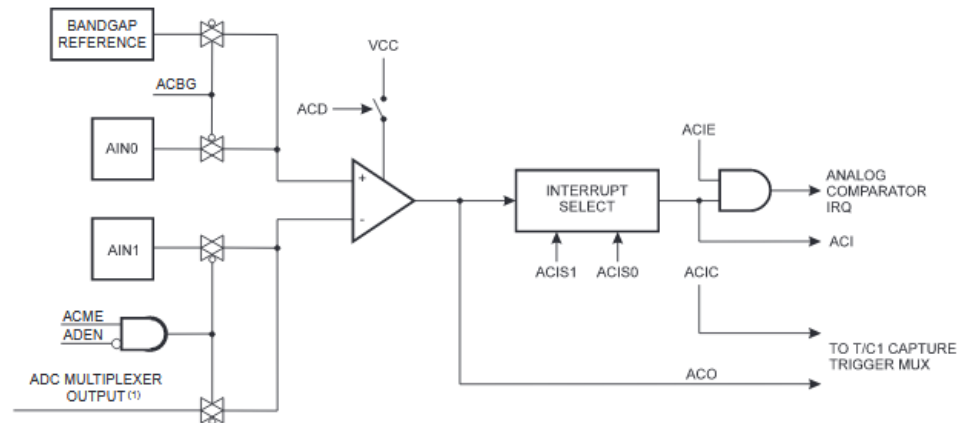 BANDGAP
REFERENCE
ACBG
AIN0
VCC
ACD
+
-
AIN1
ACME
ADEN
ADC MULTIPLEXER
OUTPUT (1)
INTERRUPT
SELECT
ACIS1 ACIS0
ACIE
ANALOG
COMPARATOR
IRQ
ACI
ACIC
TO T/C1 CAPTURE
TRIGGER MUX
ACO